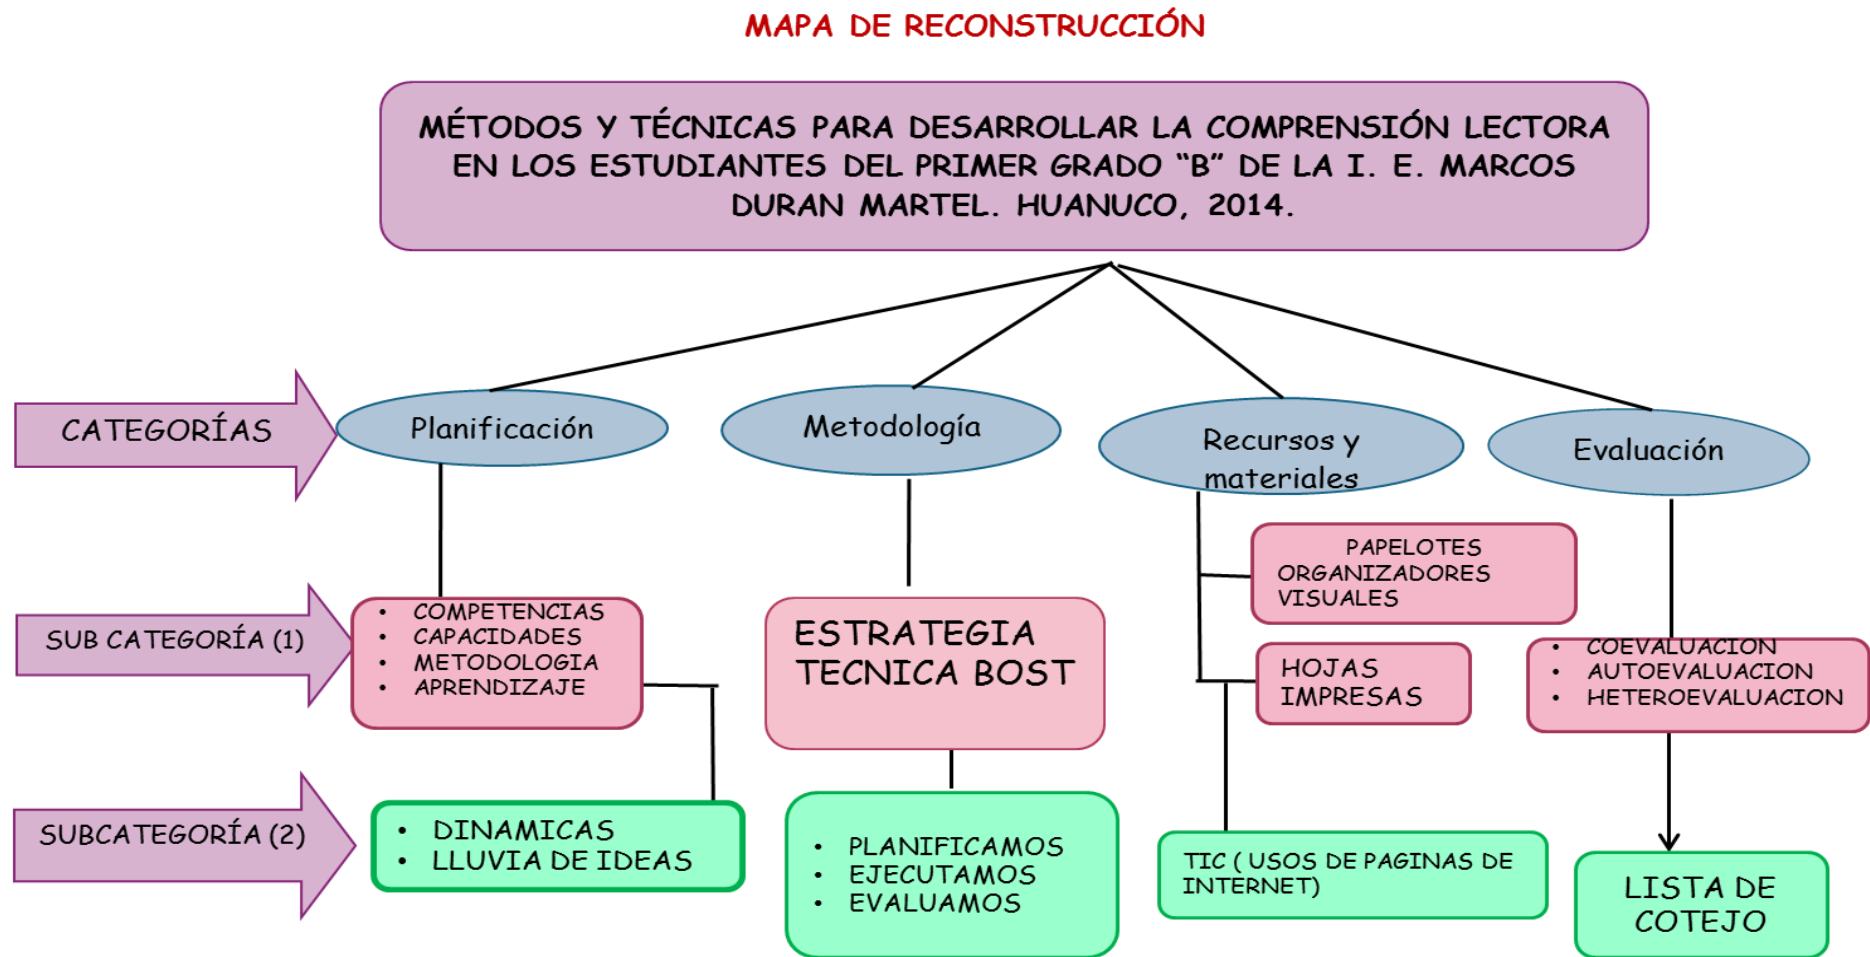 MAPA DE RECONSTRUCCIÓN
MÉTODOS Y TÉCNICAS PARA DESARROLLAR LA COMPRENSIÓN LECTORA
EN LOS ESTUDIANTES DEL PRIMER GRADO “B” DE LA I. E. MARCOS
DURAN MARTEL. HUANUCO, 2014.
CATEGORÍAS
Planificación
Metodología
Recursos y
materiales
Evaluación
SUB CATEGORÍA (1)
• COMPETENCIAS
• CAPACIDADES
• METODOLOGIA
• APRENDIZAJE
ESTRATEGIA
TECNICA BOST
PAPELOTES
ORGANIZADORES
VISUALES
HOJAS
IMPRESAS
• COEVALUACION
• AUTOEVALUACION
• HETEROEVALUACION
SUBCATEGORÍA (2)
• DINAMICAS
• LLUVIA DE IDEAS
• PLANIFICAMOS
• EJECUTAMOS
• EVALUAMOS
TIC ( USOS DE PAGINAS DE
INTERNET)
LISTA DE
COTEJO